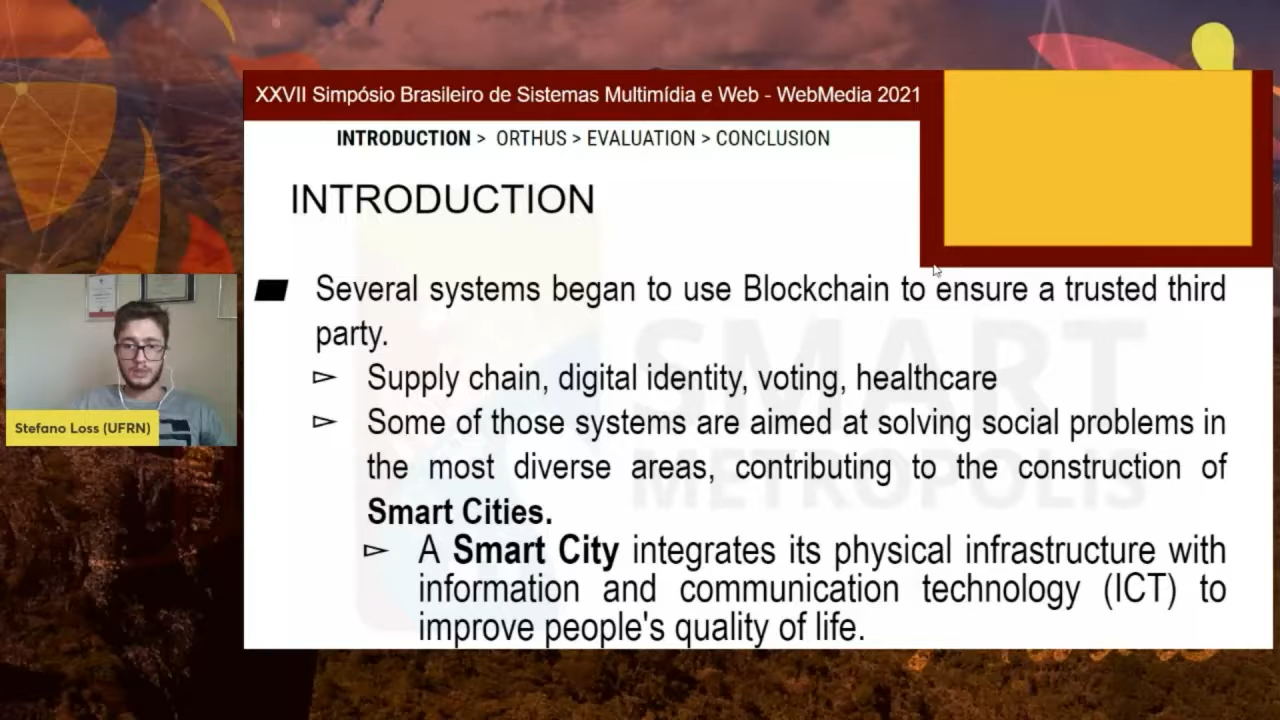 XXVII Simpósio Brasileiro de Sistemas Multimídia e Web - WebMedia 2021
INTRODUCTION > ORTHUS > EVALUATION > CONCLUSION
INTRODUCTION
Several systems began to use Blockchain to ensure a trusted third
party.
Supply chain, digital identity, voting, healthcare
Some of those systems are aimed at solving social problems in
the most diverse areas, contributing to the construction of
Smart Cities.
A Smart City integrates its physical infrastructure with
information and communication technology (ICT) to
improve people's quality of life.
SMART
METROPOLIS
Stefano Loss (UFRN)